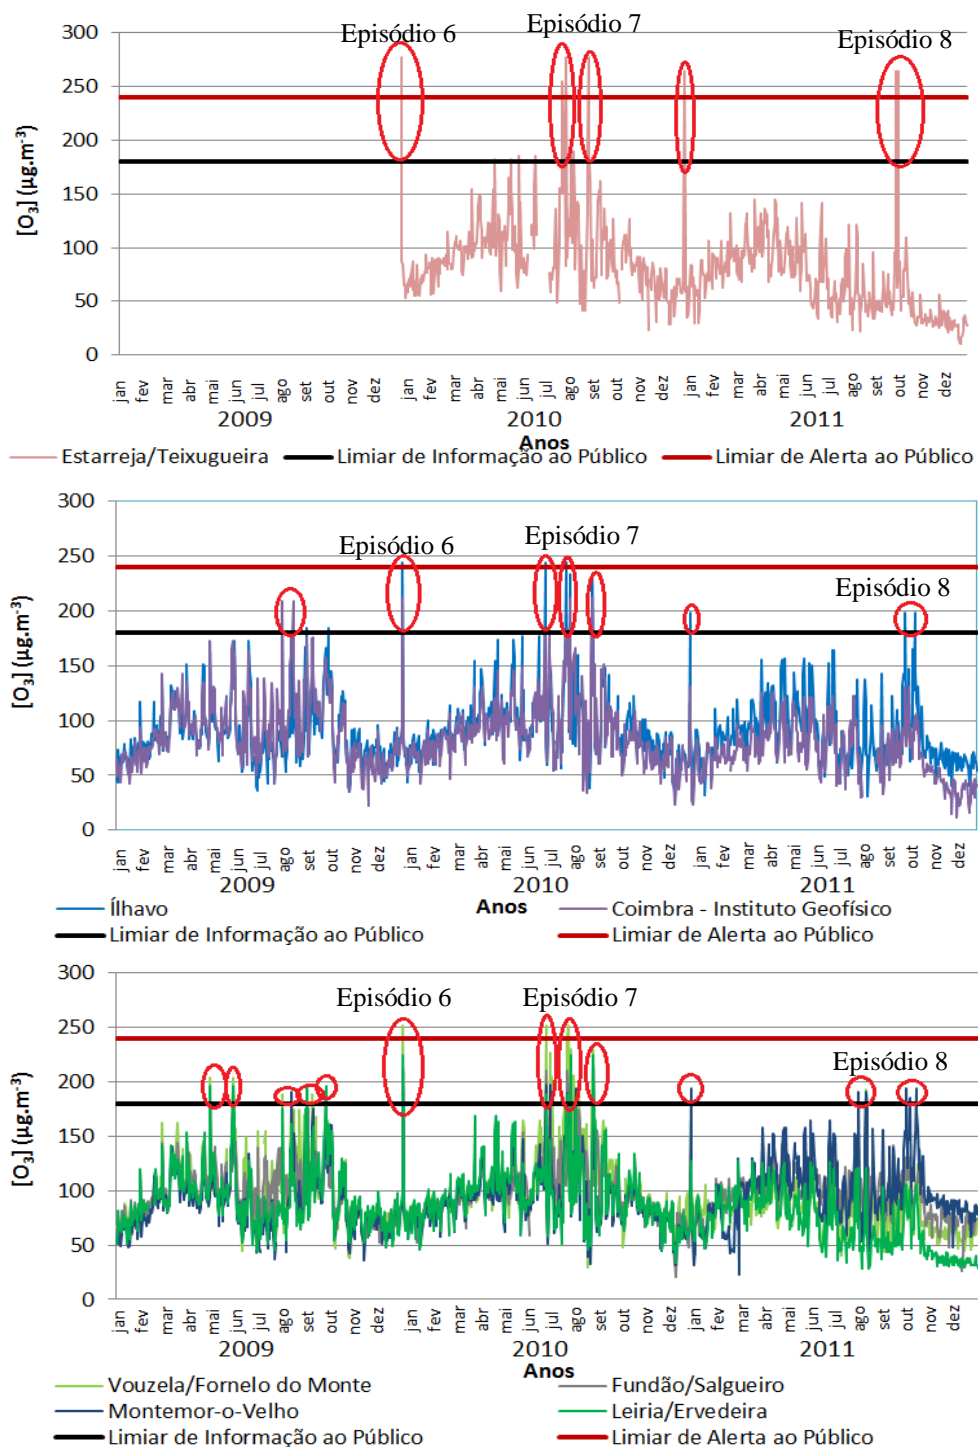 Episódio 6
Episódio 7
Episódio 8
300
250
200
150
100
50
0
[O₃] (µg.m⁻³)
jan fev mar abr mai jun jul ago set out nov dez jan fev mar abr mai jun jul ago set out nov dez jan fev mar abr mai jun jul ago set out nov dez
2009 2010 2011
Anos
Estarreja/Teixugueira Limiar de Informação ao Público Limiar de Alerta ao Público
300
250
200
150
100
50
0
[O₃] (µg.m⁻³)
Episódio 6
Episódio 7
Episódio 8
jan fev mar abr mai jun jul ago set out nov dez jan fev mar abr mai jun jul ago set out nov dez jan fev mar abr mai jun jul ago set out nov dez
2009 2010 2011
Anos
Ílhavo Coimbra - Instituto Geofísico
Limiar de Informação ao Público Limiar de Alerta ao Público
300
250
200
150
100
50
0
[O₃] (µg.m⁻³)
Episódio 6
Episódio 7
Episódio 8
jan fev mar abr mai jun jul ago set out nov dez jan fev mar abr mai jun jul ago set out nov dez jan fev mar abr mai jun jul ago set out nov dez
2009 2010 2011
Anos
Vouzela/Fornelo do Monte Fundão/Salgueiro
Montemor-o-Velho Leiria/Ervedeira
Limiar de Informação ao Público Limiar de Alerta ao Público